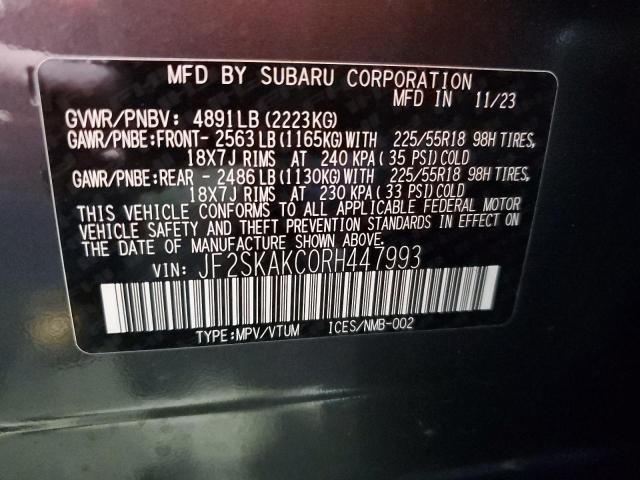 MFD BY SUBARU CORPORATION
MFD IN 11/23
GVWR/PNBV: 4891LB (2223KG)
GAWR/PNBE:FRONT- 2563 LB (1165KG) WITH 225/55R18 98H TIRES,
18X7J RIMS AT 240 KPA ( 35 PSI) COLD
GAWR/PNBE:REAR - 2486 LB (1130KG) WITH 225/55R18 98H TIRES,
18X7J RIMS AT 230 KPA ( 33 PSI) COLD
THIS VEHICLE CONFORMS TO ALL APPLICABLE FEDERAL MOTOR
VEHICLE SAFETY AND THEFT PREVENTION STANDARDS IN EFFECT ON
THE DATE OF MANUFACTURE SHOWN ABOVE.
VIN: JF2SKAKC0RH447993
TYPE:MPV/VTUM ICES/NMB-002